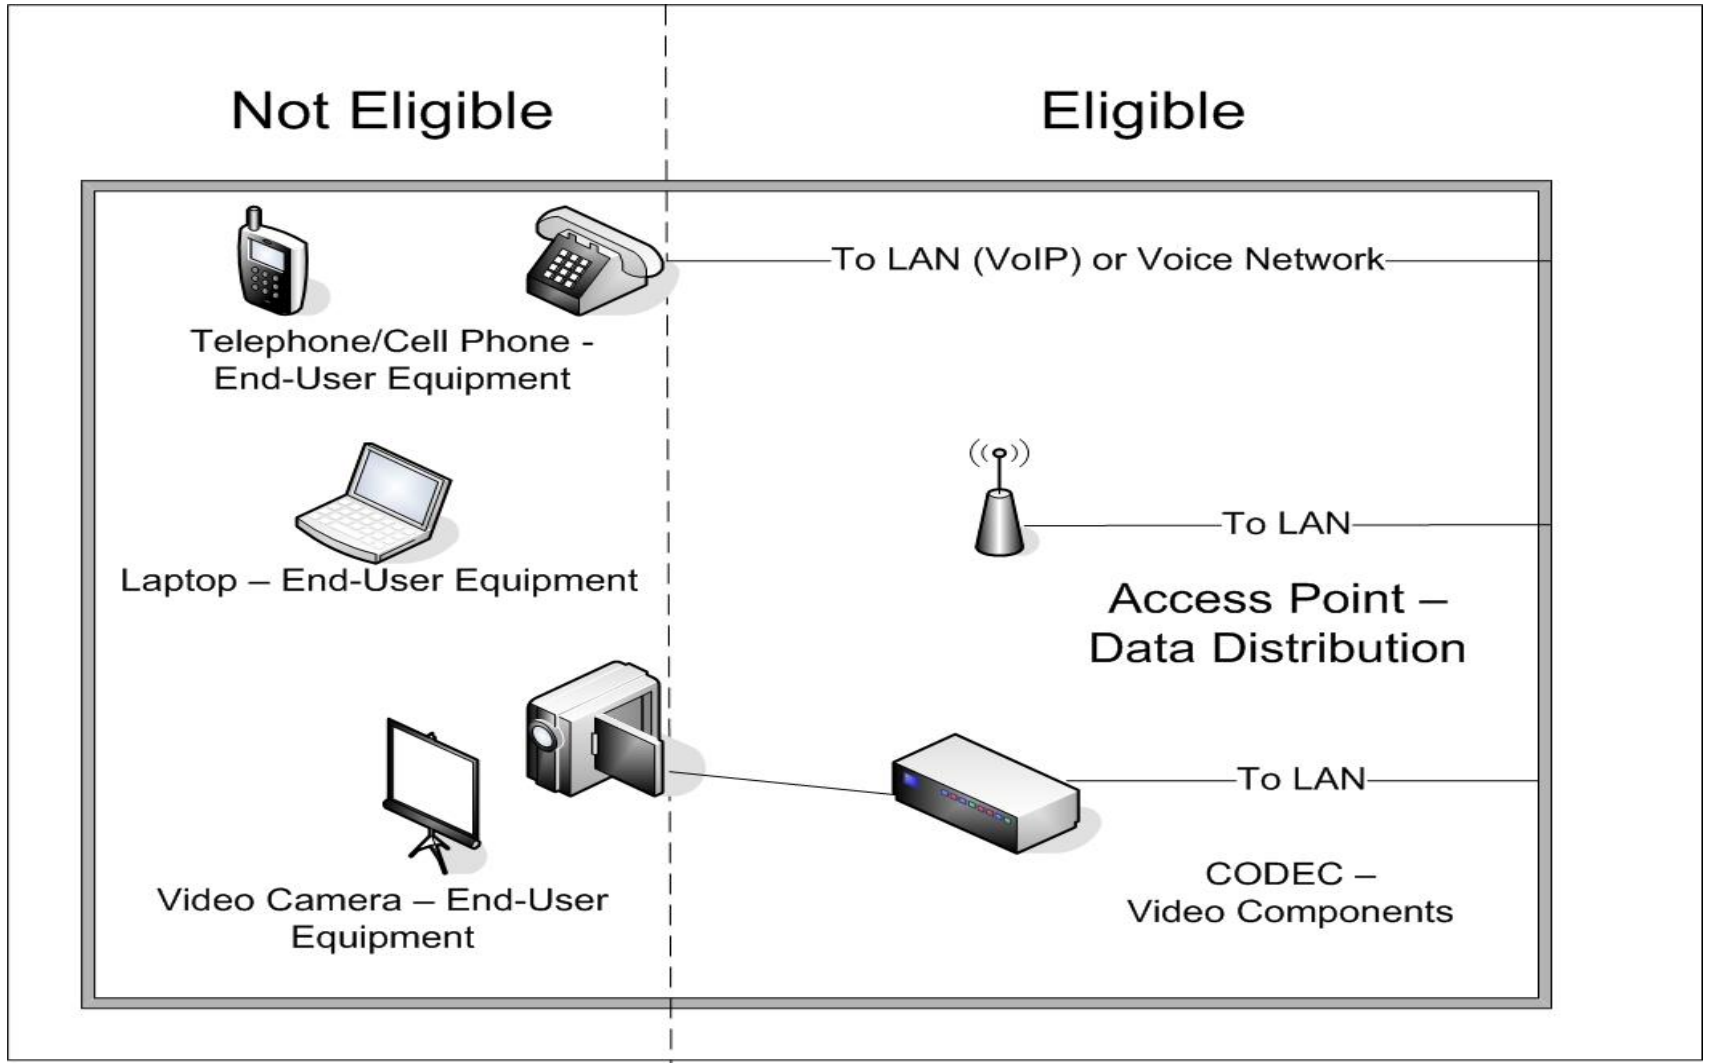 Not Eligible
Eligible
To LAN (VoIP) or Voice Network
Telephone/Cell Phone -
End-User Equipment
To LAN
Laptop – End-User Equipment
Access Point –
Data Distribution
To LAN
CODEC –
Video Components
Video Camera – End-User
Equipment